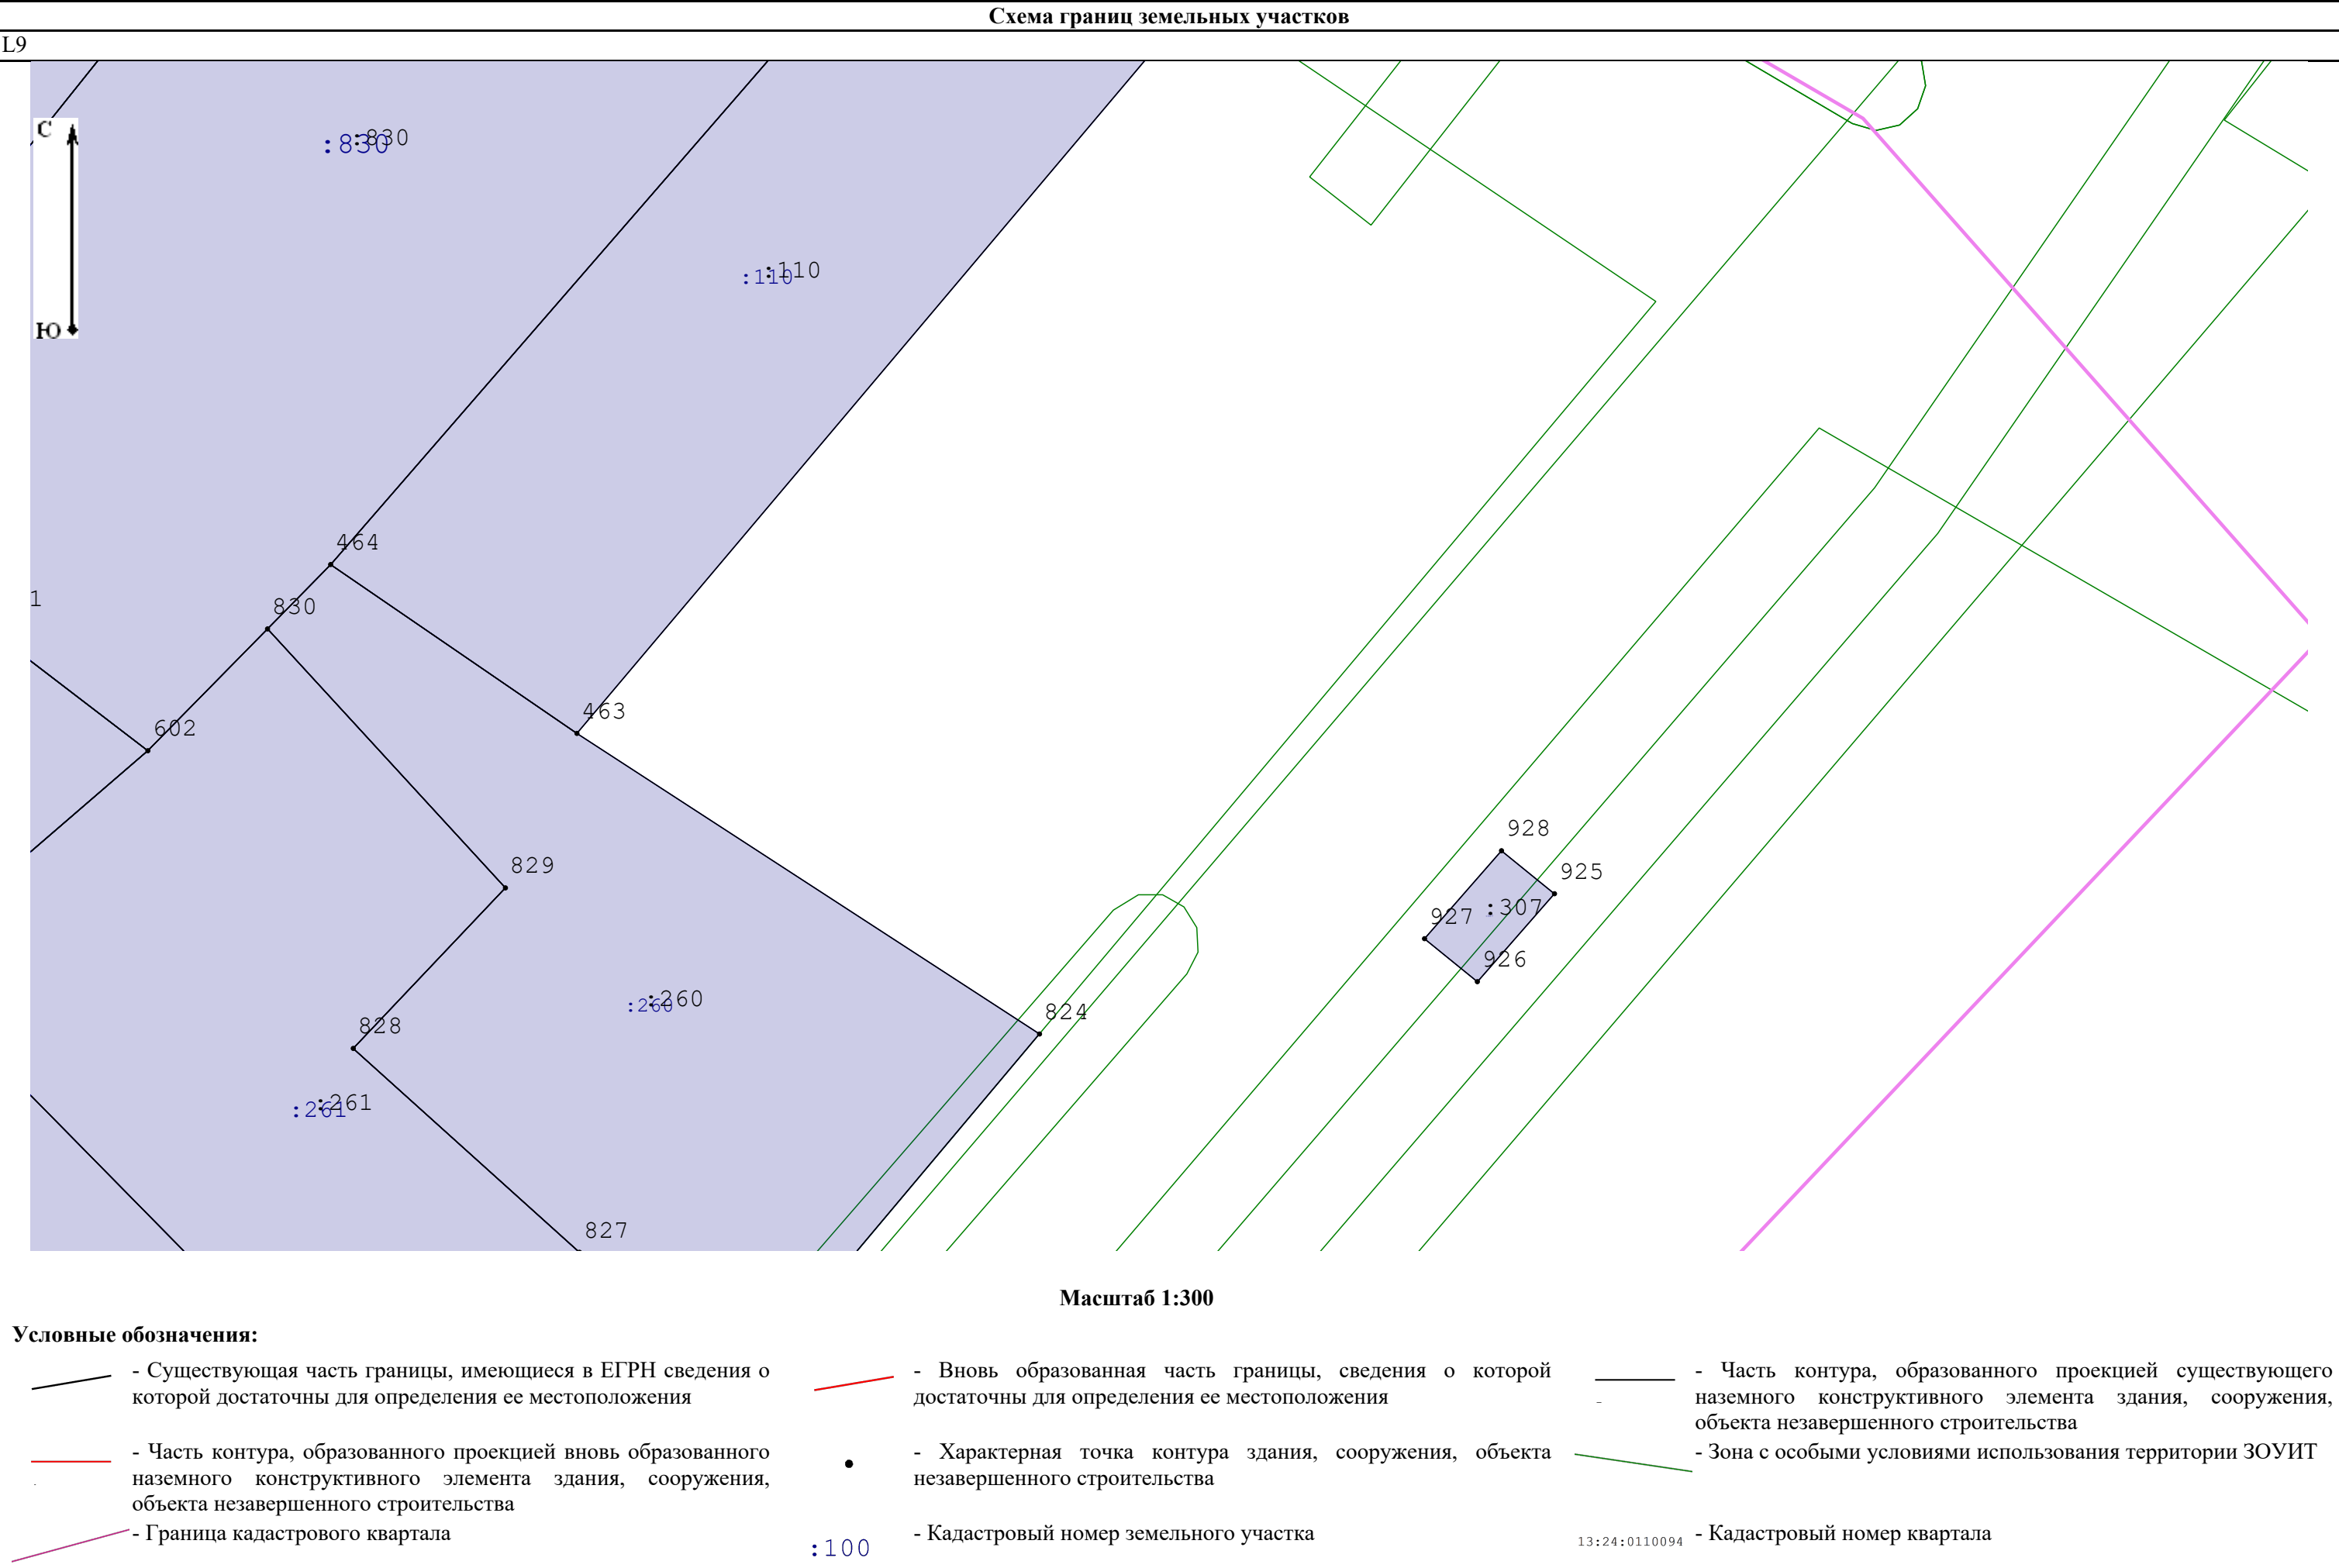 Схема границ земельных участков
L9
С
:830
:830
:110
:110
Ю
464
1
830
463
602
928
829
925
:307
927
926
:260
:260
824
828
:261
:261
827
Масштаб 1:300
Условные обозначения:
- Существующая часть границы, имеющиеся в ЕГРН сведения о
которой достаточны для определения ее местоположения
- Вновь образованная часть границы, сведения о которой
достаточны для определения ее местоположения
- Часть контура, образованного проекцией существующего
наземного конструктивного элемента здания, сооружения,
объекта незавершенного строительства
- Часть контура, образованного проекцией вновь образованного
наземного конструктивного элемента здания, сооружения,
объекта незавершенного строительства
- Характерная точка контура здания, сооружения, объекта
незавершенного строительства
- Зона с особыми условиями использования территории ЗОУИТ
- Граница кадастрового квартала
:100
- Кадастровый номер земельного участка
13:24:0110094
- Кадастровый номер квартала